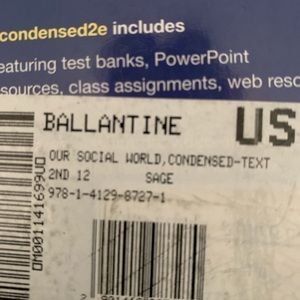 condensed2e includes
eaturing test banks, PowerPoint
sources, class assignments, web reso
BALLANTINE US
OUR SOCIAL WORLD,CONDENSED-TEXT
2ND 12 SAGE
978-1-4129-8727-1
OM001141699UO